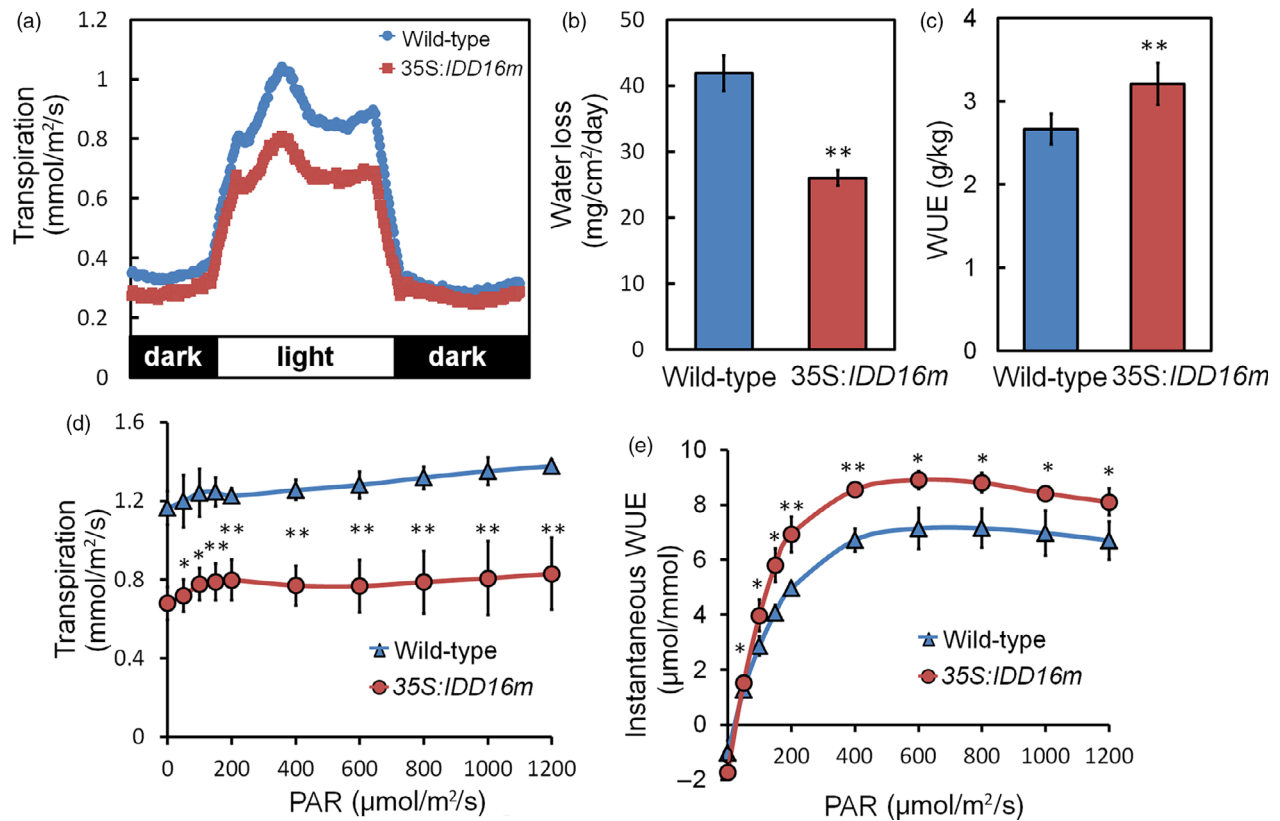 (a)
Transpiration
(mmol/m²/s)
1.2
1
0.8
0.6
0.4
0.2
0
Wild-type
35S:IDD16m
dark
light
dark
(b)
Water loss
(mg/cm²/day)
50
40
30
20
10
0
**
Wild-type
35S:IDD16m
(c)
WUE (g/kg)
4
3
2
1
0
**
Wild-type
35S:IDD16m
(d)
Transpiration
(mmol/m²/s)
1.6
1.2
0.8
0.4
0
*
*
**
**
**
**
**
**
**
Wild-type
35S:IDD16m
0
200
400
600
800
1000
1200
PAR (µmol/m²/s)
(e)
Instantaneous WUE
(µmol/mmol)
10
8
6
4
2
0
–2
*
*
*
**
**
*
*
*
*
Wild-type
35S:IDD16m
200
400
600
800
1000
1200
PAR (µmol/m²/s)